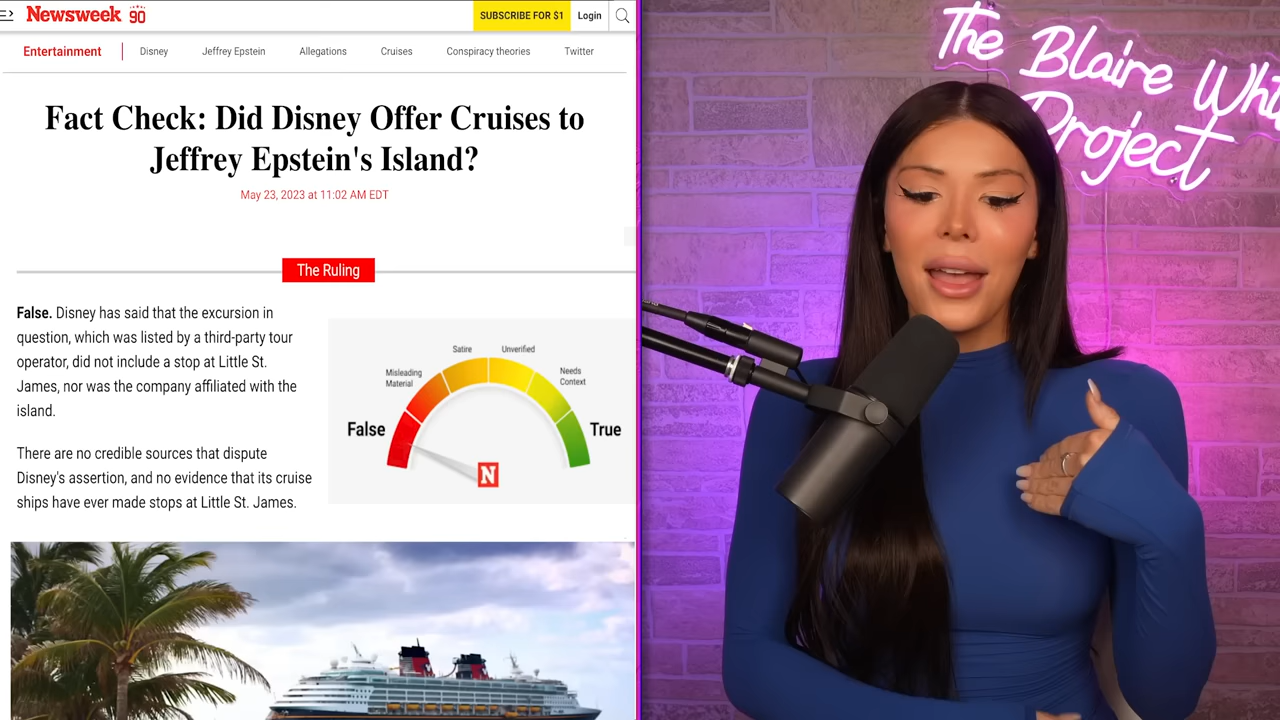 Newsweek 90
SUBSCRIBE FOR $1
Login
Entertainment
Disney
Jeffrey Epstein
Allegations
Cruises
Conspiracy theories
Twitter
Fact Check: Did Disney Offer Cruises to
Jeffrey Epstein's Island?
May 23, 2023 at 11:02 AM EDT
The Ruling
False. Disney has said that the excursion in
question, which was listed by a third-party tour
operator, did not include a stop at Little St.
James, nor was the company affiliated with the
island.
There are no credible sources that dispute
Disney's assertion, and no evidence that its cruise
ships have ever made stops at Little St. James.
False
Misleading
Material
Satire
Unverified
Needs
Context
True
N
The Blaire Whi
Project